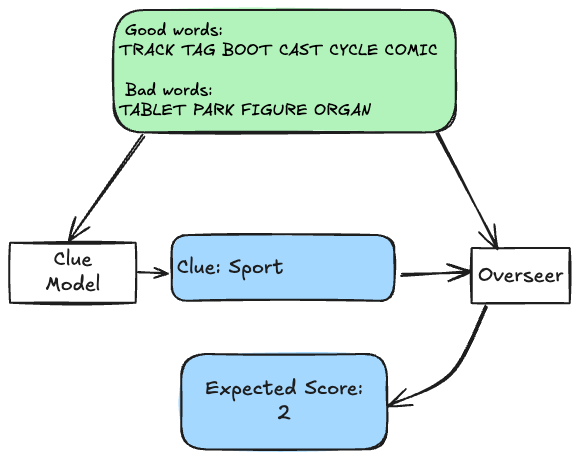 Good words:
TRACK TAG BOOT CAST CYCLE COMIC
Bad words:
TABLET PARK FIGURE ORGAN
Clue
Model
Clue: Sport
Overseer
Expected Score:
2